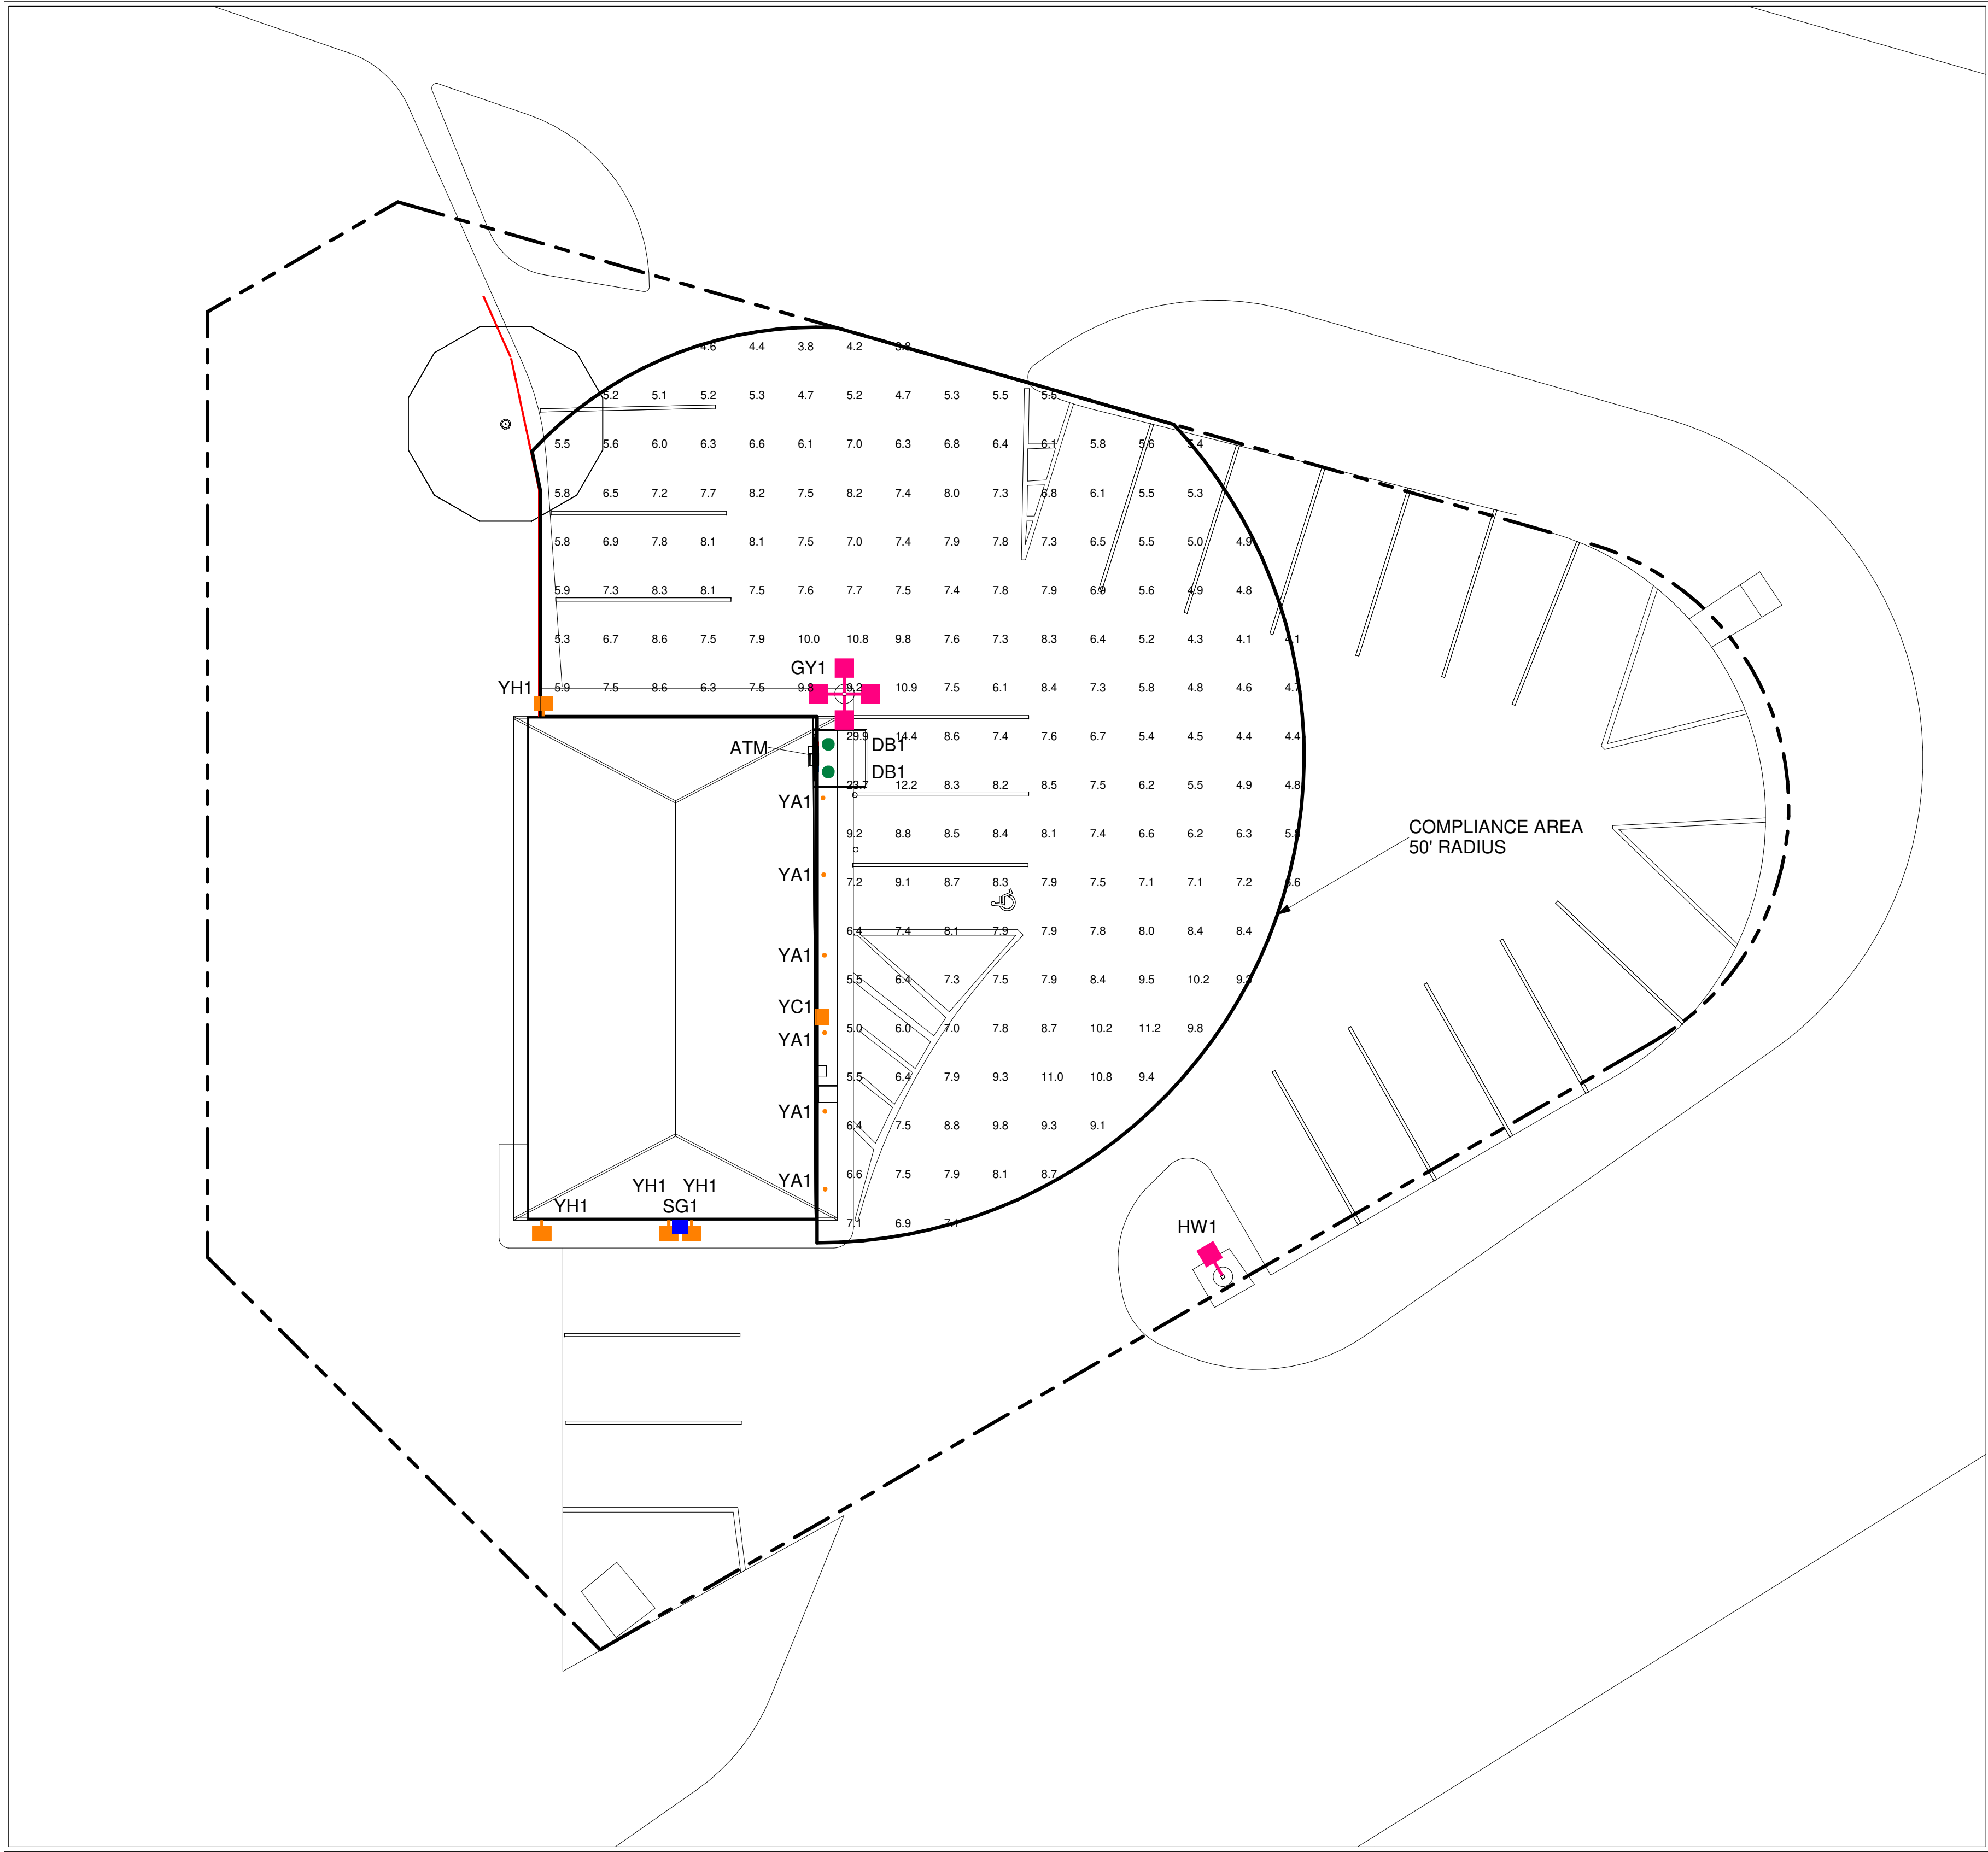 4.6 4.4 3.8 4.2 3.8
5.2 5.1 5.2 5.3 4.7 5.2 4.7 5.3 5.5 5.5
5.5 5.6 6.0 6.3 6.6 6.1 7.0 6.3 6.8 6.4 6.1 5.8 5.6 5.4
5.8 6.5 7.2 7.7 8.2 7.5 8.2 7.4 8.0 7.3 6.8 6.1 5.5 5.3
5.8 6.9 7.8 8.1 8.1 7.5 7.0 7.4 7.9 7.8 7.3 6.5 5.5 5.0 4.9
5.9 7.3 8.3 8.1 7.5 7.6 7.7 7.5 7.4 7.8 7.9 6.9 5.6 4.9 4.8
5.3 6.7 8.6 7.5 7.9 10.0 10.8 9.8 7.6 7.3 8.3 6.4 5.2 4.3 4.1 4.1
GY1
YH1 5.9 7.5 8.6 6.3 7.5 9.8 9.2 10.9 7.5 6.1 8.4 7.3 5.8 4.8 4.6 4.7
29.9 14.4 8.6 7.4 7.6 6.7 5.4 4.5 4.4 4.4
ATM DB1
DB1
23.7 12.2 8.3 8.2 8.5 7.5 6.2 5.5 4.9 4.8
YA1
COMPLIANCE AREA
50' RADIUS
9.2 8.8 8.5 8.4 8.1 7.4 6.6 6.2 6.3 5.8
YA1
7.2 9.1 8.7 8.3 7.9 7.5 7.1 7.1 7.2
6.4 7.4 8.1 7.9 7.9 7.8 8.0 8.4 8.4
YA1
5.5 6.4 7.3 7.5 7.9 8.4 9.5 10.2
YC1
5.0 6.0 7.0 7.8 8.7 10.2 11.2 9.8
YA1
5.5 6.4 7.9 9.3 11.0 10.8 9.4
YA1
6.4 7.5 8.8 9.8 9.3 9.1
6.6 7.5 7.9 8.1 8.7
YA1
YH1 YH1
YH1 SG1
7.1 6.9 7.1
HW1